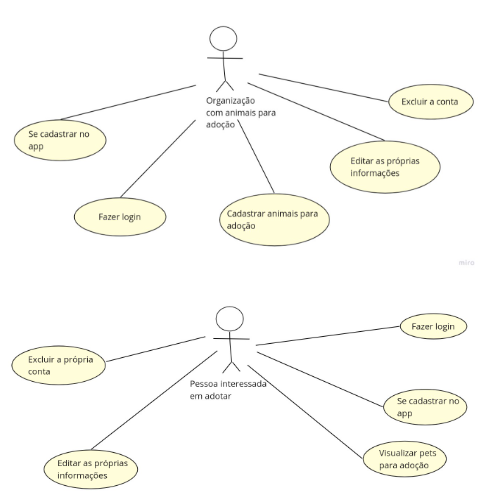 Organização
com animais para
adoção
Excluir a conta
Se cadastrar no
app
Editar as próprias
informações
Fazer login
Cadastrar animais para
adoção
miro
Fazer login
Excluir a própria
conta
Pessoa interessada
em adotar
Se cadastrar no
app
Visualizar pets
para adoção
Editar as próprias
informações